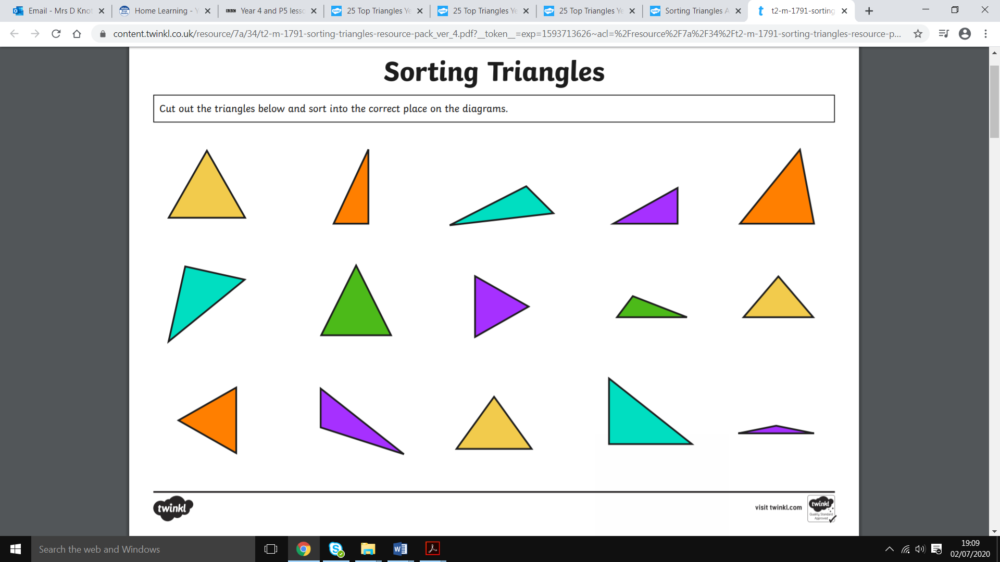 Email - Mrs D Knot
Home Learning - Y
BBC
Year 4 and P5 lesso
25 Top Triangles Ye
25 Top Triangles Ye
25 Top Triangles Ye
Sorting Triangles A
t2-m-1791-sorting
content.twinkl.co.uk/resource/7a/34/t2-m-1791-sorting-triangles-resource-pack_ver_4.pdf?__token__=exp=1593713626~acl=%2Fresource%2F7a%2F34%2Ft2-m-1791-sorting-triangles-resource-p...
Sorting Triangles
Cut out the triangles below and sort into the correct place on the diagrams.
twinkl
visit twinkl.com
twinkl
Quality Standard
Approved
Search the web and Windows
19:09
02/07/2020